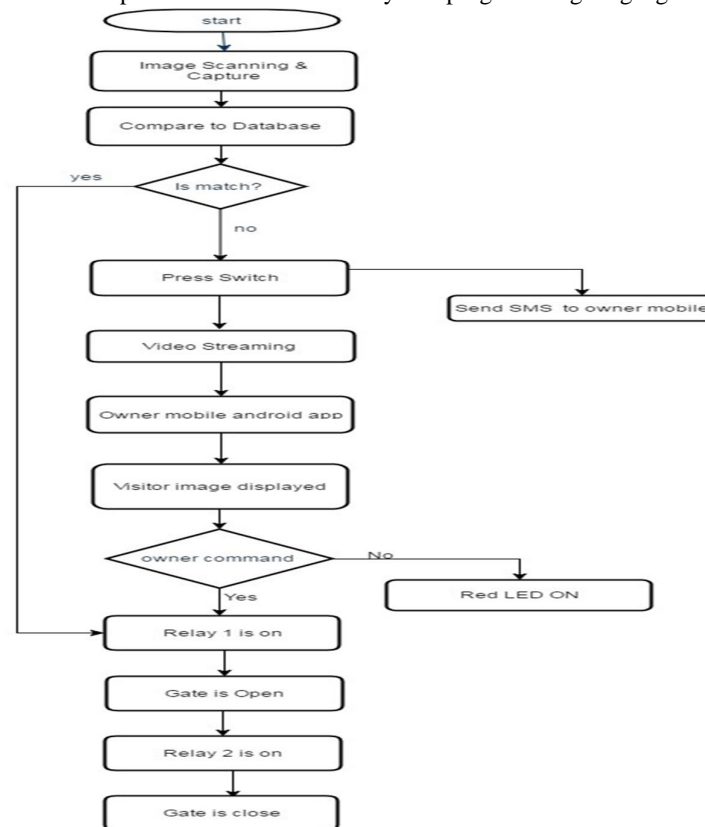 start
Image Scanning &
Capture
Compare to Database
Is match?
yes
no
Press Switch
Send SMS to owner mobile
Video Streaming
Owner mobile android app
Visitor image displayed
owner command
No
Yes
Red LED ON
Relay 1 is on
Gate is Open
Relay 2 is on
Gate is close